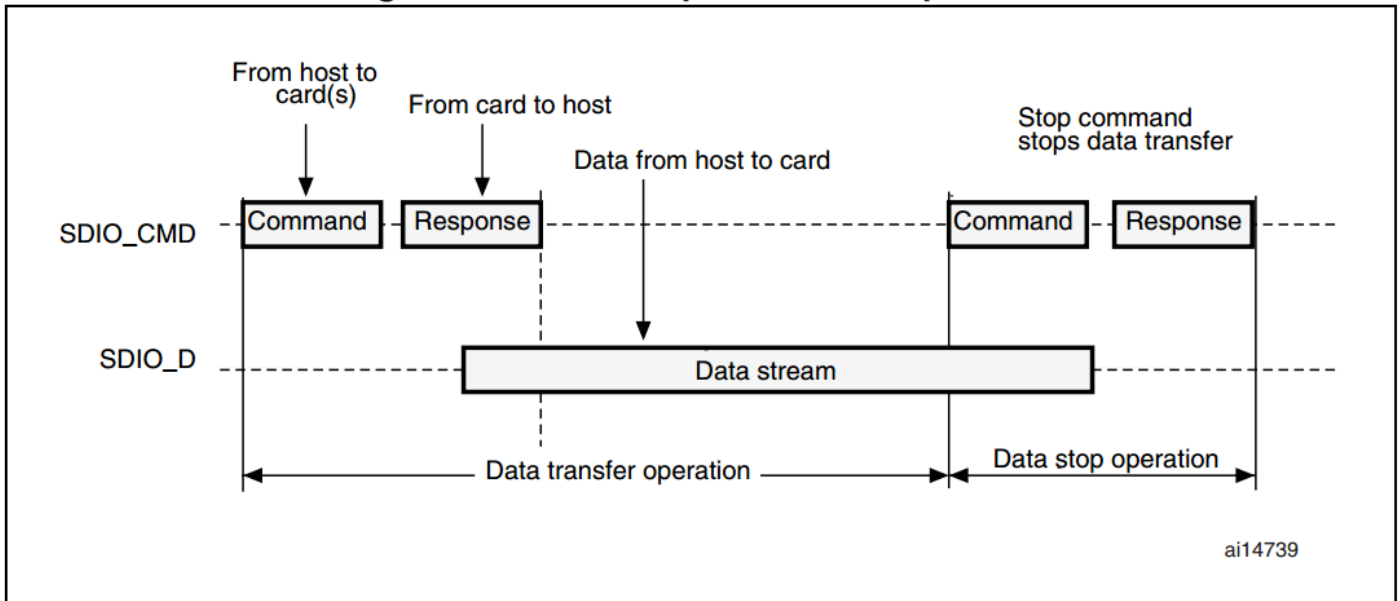 From host to
card(s)
From card to host
Stop command
stops data transfer
Data from host to card
SDIO_CMD
Command
Response
Command
Response
SDIO_D
Data stream
Data transfer operation
Data stop operation
ai14739